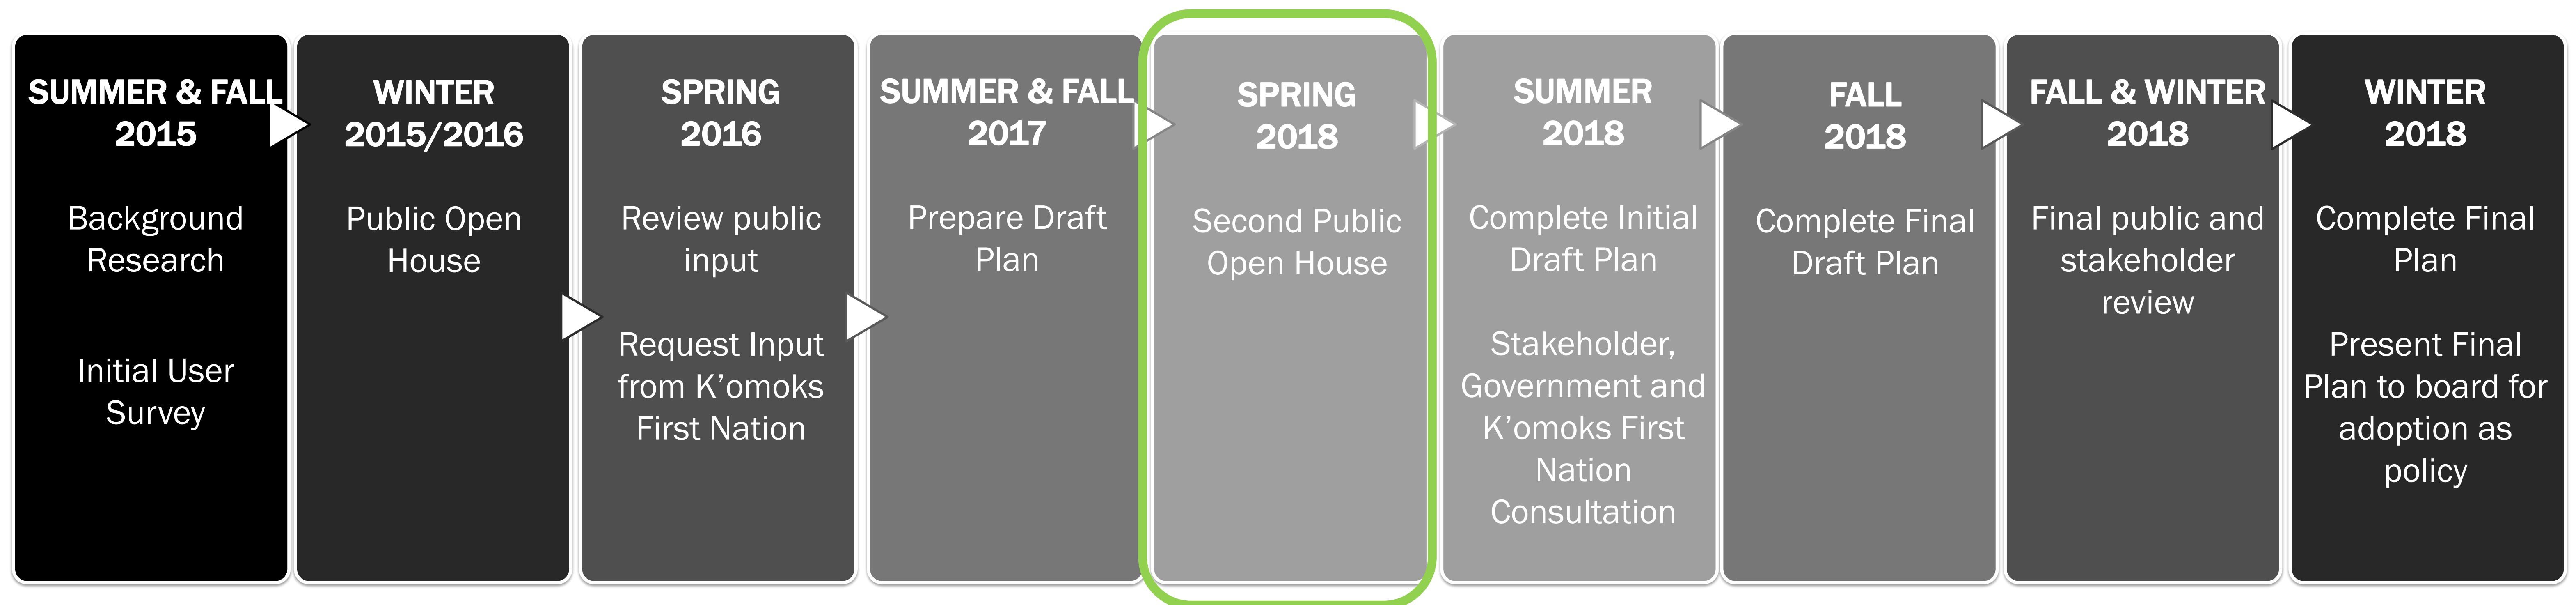 SUMMER & FALL
2015
Background
Research
Initial User
Survey
WINTER
2015/2016
Public Open
House
SPRING
2016
Review public
input
Request Input
from K’omoks
First Nation
SUMMER & FALL
2017
Prepare Draft
Plan
SPRING
2018
Second Public
Open House
SUMMER
2018
Complete Initial
Draft Plan
Stakeholder,
Government and
K’omoks First
Nation
Consultation
FALL
2018
Complete Final
Draft Plan
FALL & WINTER
2018
Final public and
stakeholder
review
WINTER
2018
Complete Final
Plan
Present Final
Plan to board for
adoption as
policy